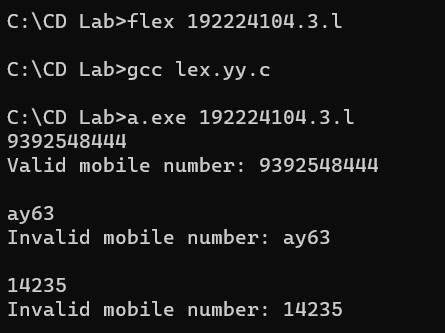 C:\CD Lab>flex 192224104.3.l
C:\CD Lab>gcc lex.yy.c
C:\CD Lab>a.exe 192224104.3.l
9392548444
Valid mobile number: 9392548444
ay63
Invalid mobile number: ay63
14235
Invalid mobile number: 14235